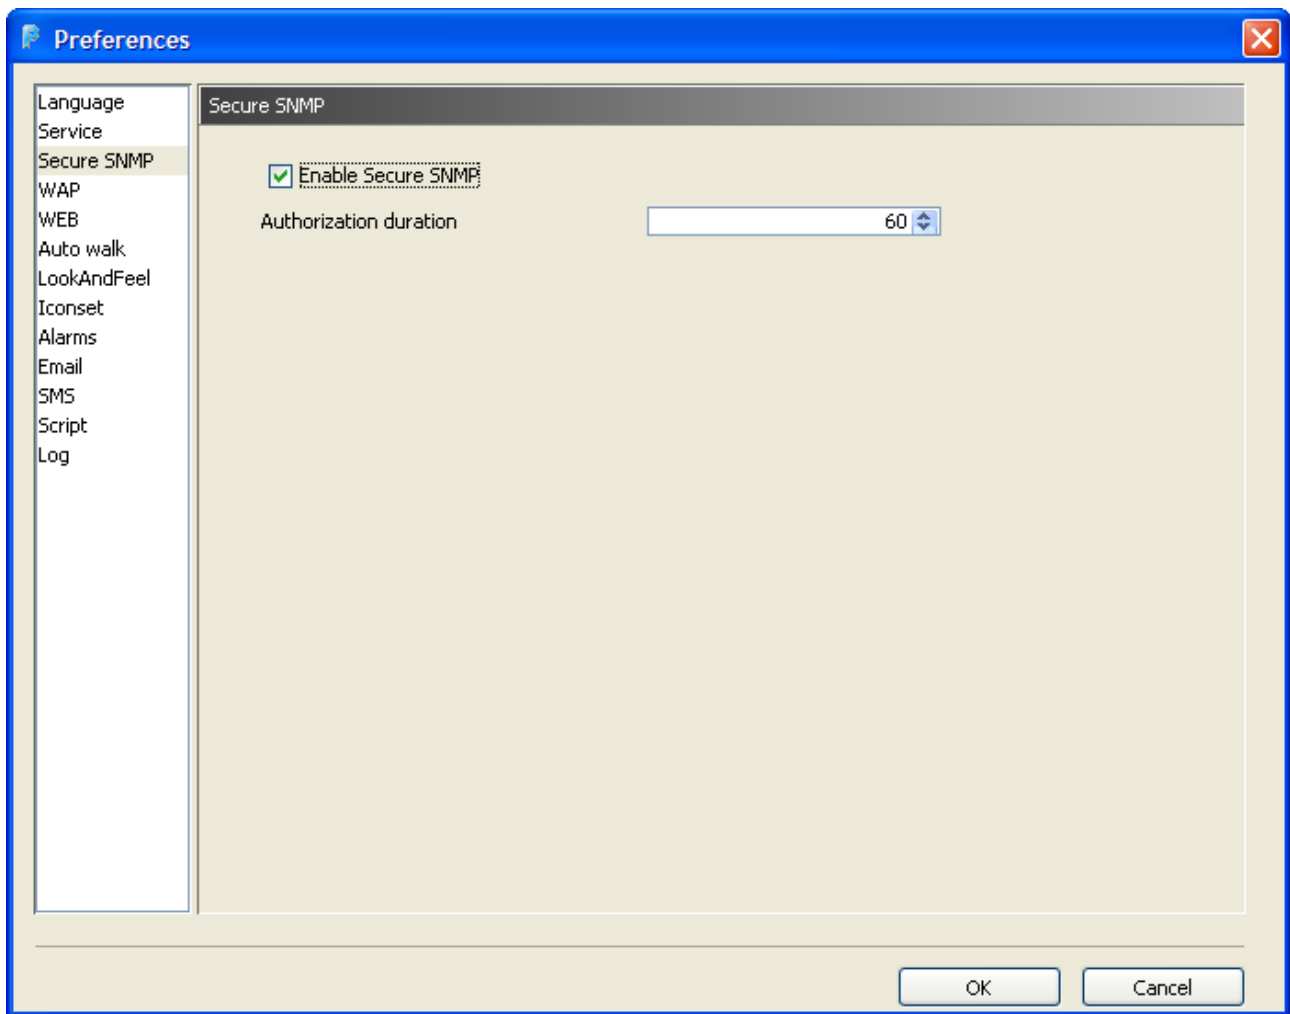 Preferences
Language
Service
Secure SNMP
WAP
WEB
Auto walk
LookAndFeel
Iconset
Alarms
Email
SMS
Script
Log
Secure SNMP
Enable Secure SNMP
Authorization duration 60
OK Cancel